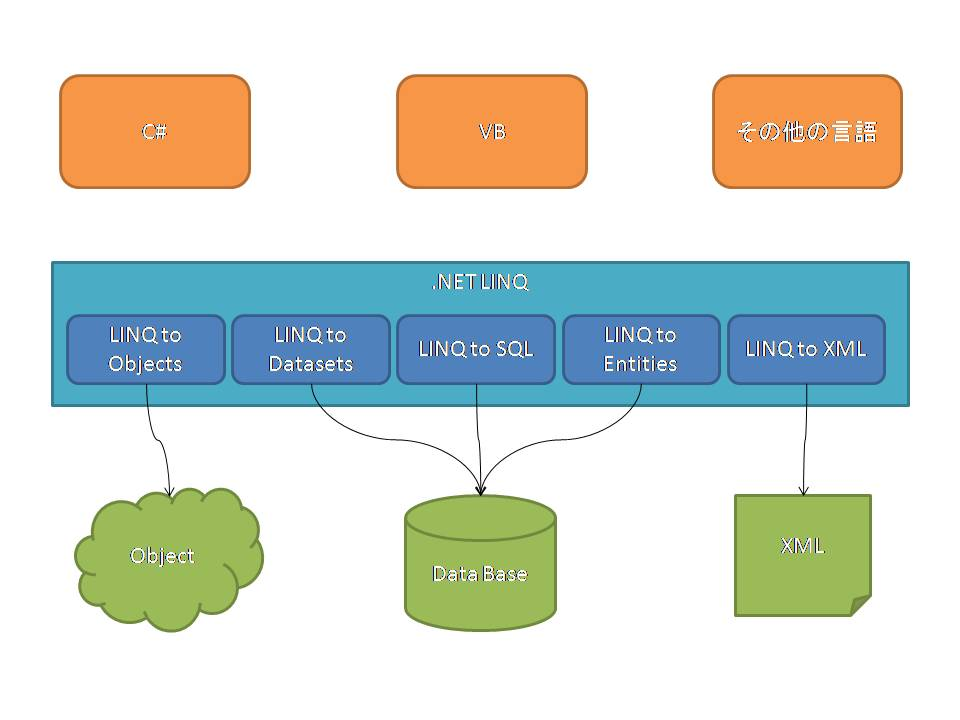 C#
VB
その他の言語
.NET LINQ
LINQ to
Objects
LINQ to
Datasets
LINQ to SQL
LINQ to
Entities
LINQ to XML
Object
Data Base
XML